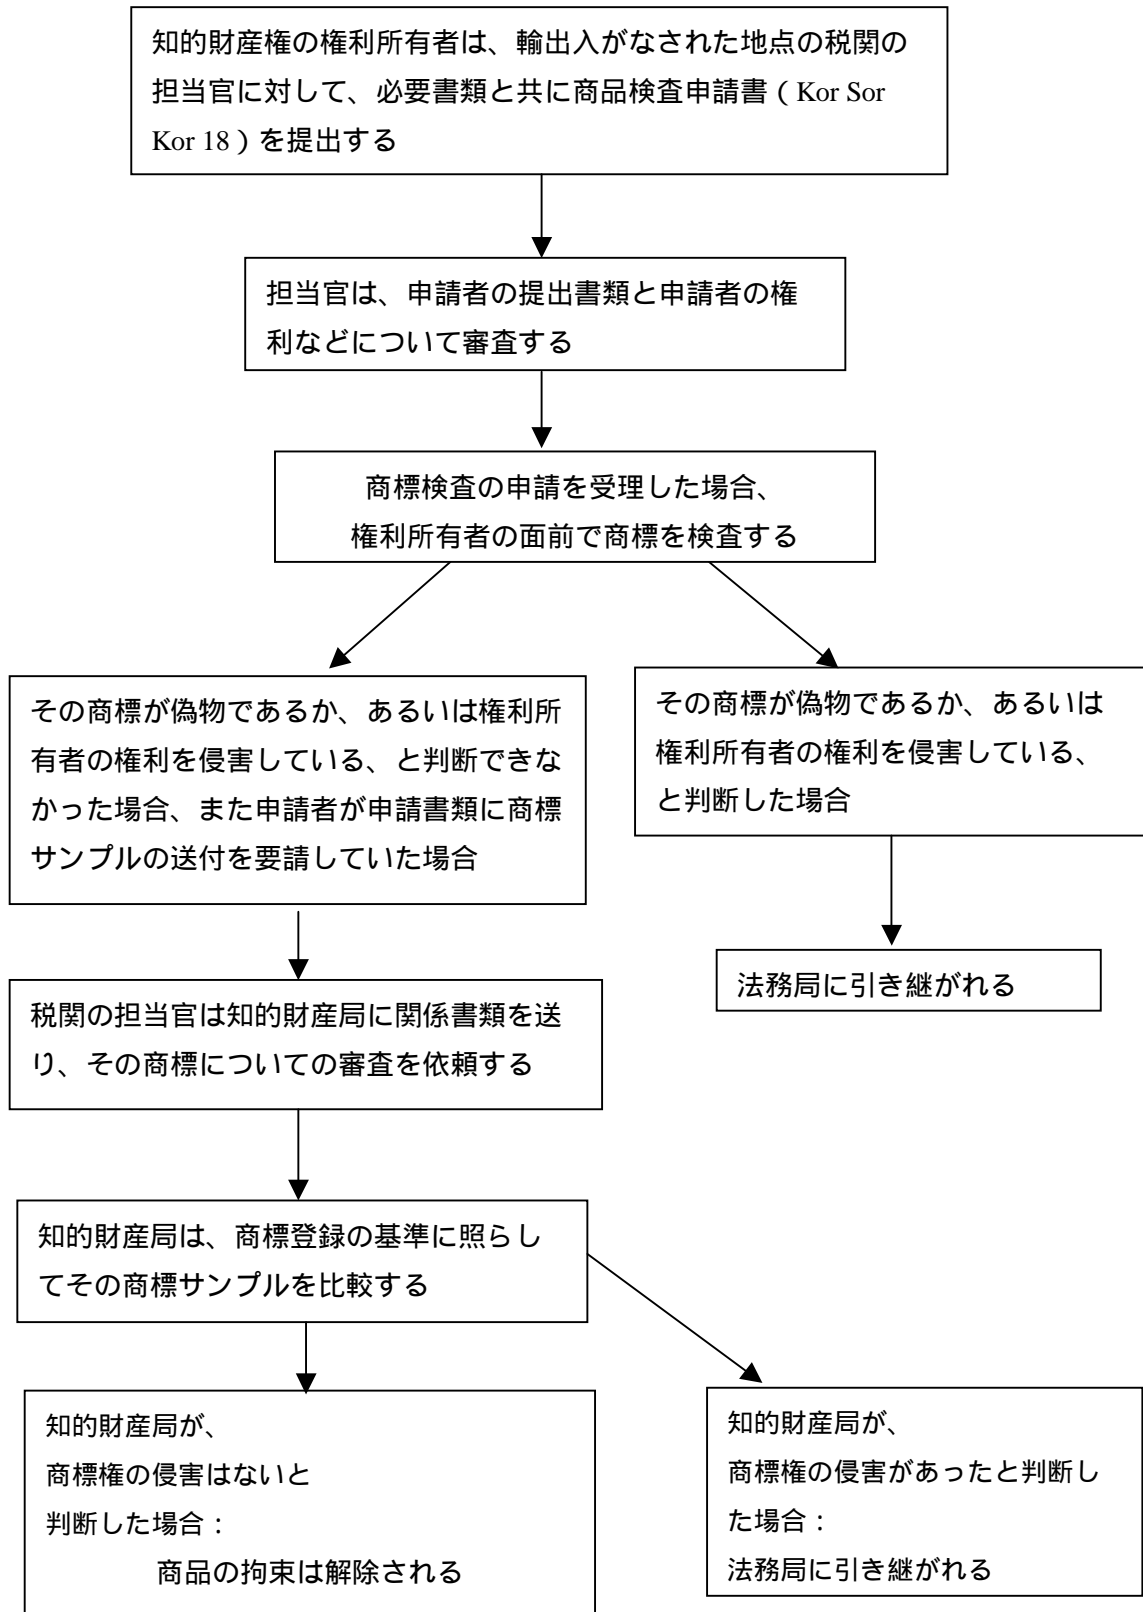 知的財産権の権利所有者は、輸出入がなされた地点の税関の
担当官に対して、必要書類と共に商品検査申請書（Kor Sor
Kor 18）を提出する
担当官は、申請者の提出書類と申請者の権
利などについて審査する
商標検査の申請を受理した場合、
権利所有者の面前で商標を検査する
その商標が偽物であるか、あるいは権利所
有者の権利を侵害している、と判断できな
かった場合、また申請者が申請書類に商標
サンプルの送付を要請していた場合
その商標が偽物であるか、あるいは
権利所有者の権利を侵害している、
と判断した場合
法務局に引き継がれる
税関の担当官は知的財産局に関係書類を送
り、その商標についての審査を依頼する
知的財産局は、商標登録の基準に照らし
てその商標サンプルを比較する
知的財産局が、
商標権の侵害はないと
判断した場合：
商品の拘束は解除される
知的財産局が、
商標権の侵害があったと判断し
た場合：
法務局に引き継がれる